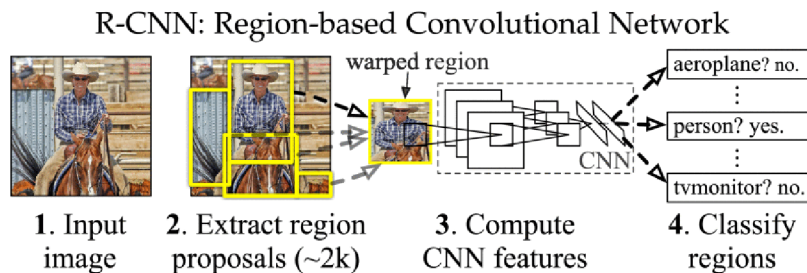 R-CNN: Region-based Convolutional Network
warped region
aeroplane? no.
⋮
person? yes.
CNN
⋮
tvmonitor? no.
1. Input image
2. Extract region proposals (~2k)
3. Compute CNN features
4. Classify regions